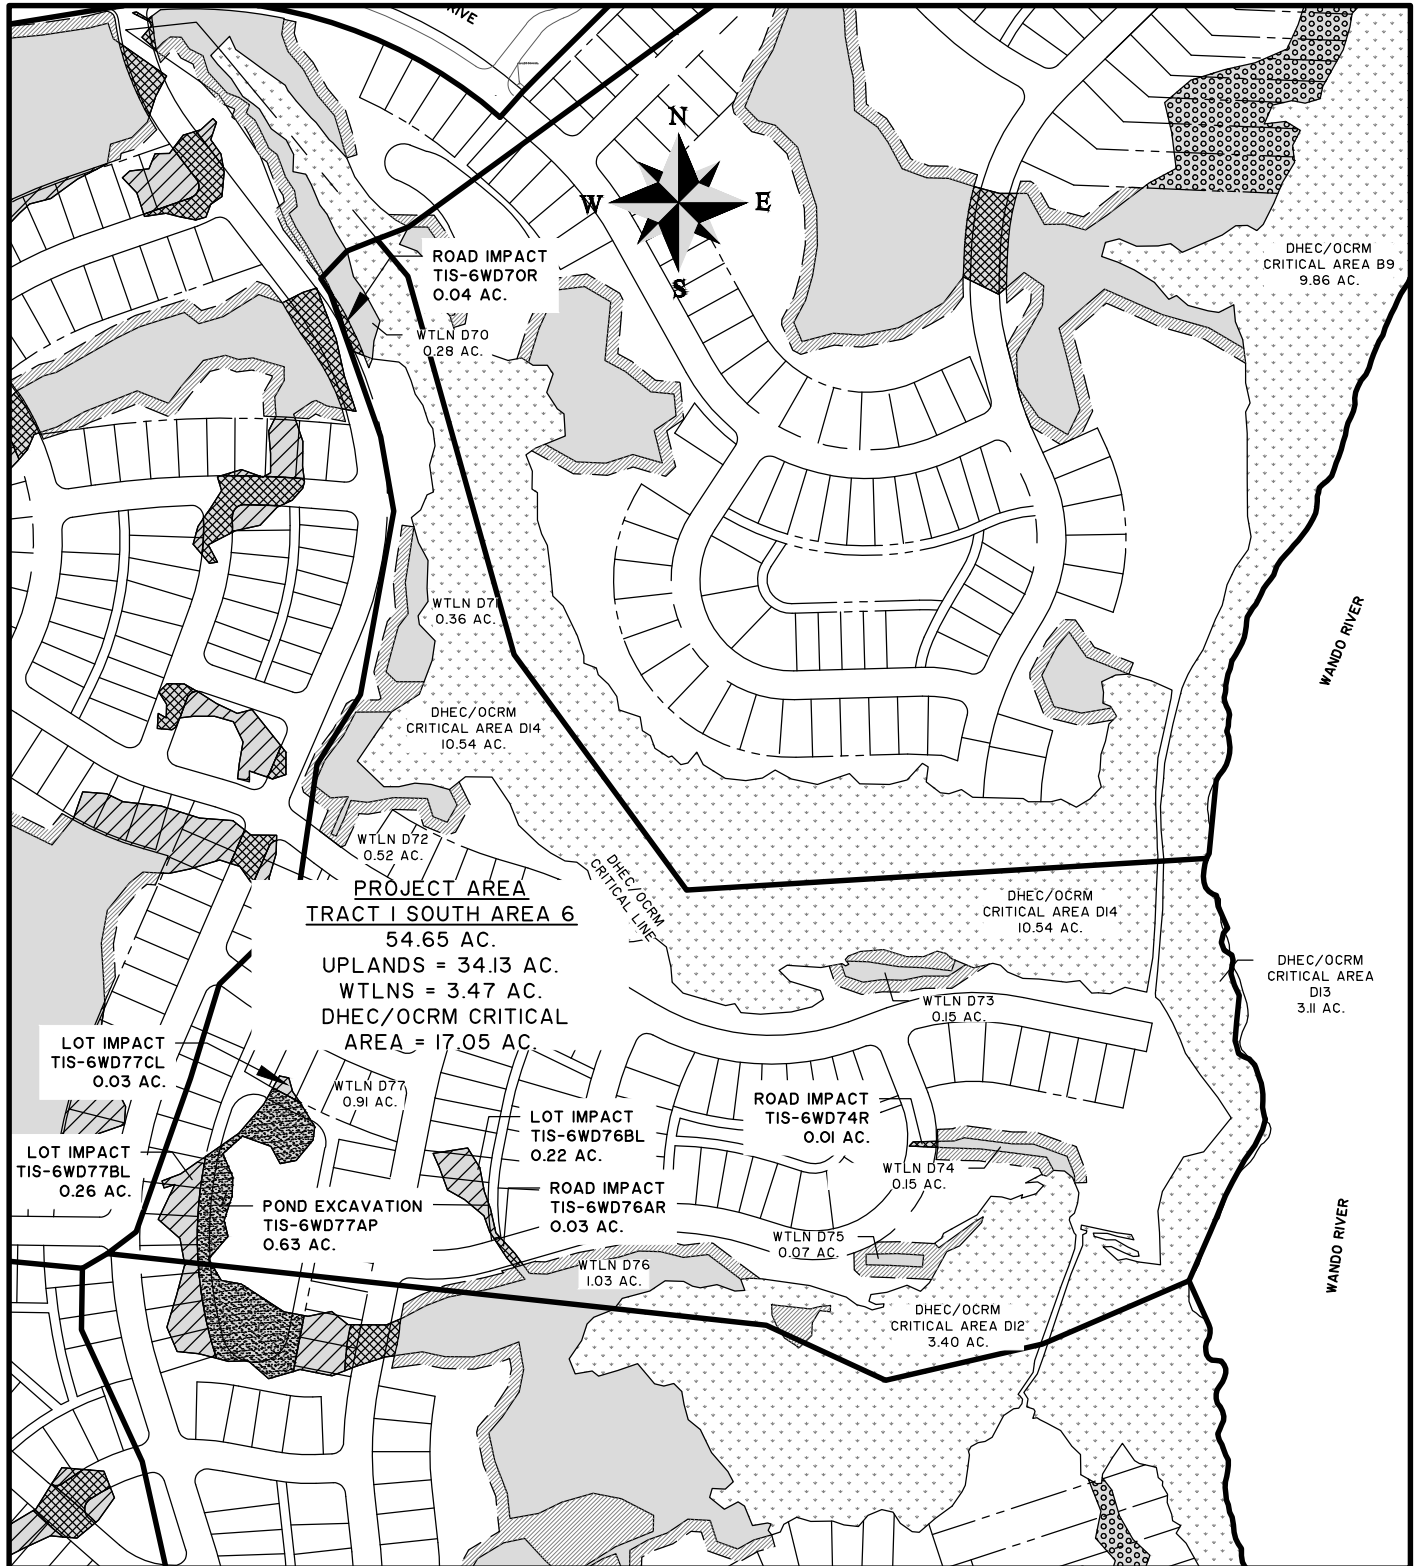 RIVE
N
W
E
S
DHEC/OCRM
CRITICAL AREA B9
9.86 AC.
ROAD IMPACT
TIS-6WD70R
0.04 AC.
WTLN D70
0.28 AC.
WTLN D71
0.36 AC.
WANDO RIVER
DHEC/OCRM
CRITICAL AREA D14
10.54 AC.
WTLN D72
0.52 AC.
DHEC/OCRM
CRITICAL LINE
PROJECT AREA
TRACT 1 SOUTH AREA 6
54.65 AC.
UPLANDS = 34.13 AC.
WTLNS = 3.47 AC.
DHEC/OCRM CRITICAL
AREA = 17.05 AC.
DHEC/OCRM
CRITICAL AREA D14
10.54 AC.
DHEC/OCRM
CRITICAL AREA
D13
3.11 AC.
WTLN D73
0.15 AC.
LOT IMPACT
TIS-6WD77CL
0.03 AC.
WTLN D77
0.91 AC.
LOT IMPACT
TIS-6WD76BL
0.22 AC.
ROAD IMPACT
TIS-6WD74R
0.01 AC.
LOT IMPACT
TIS-6WD77BL
0.26 AC.
WTLN D74
0.15 AC.
POND EXCAVATION
TIS-6WD77AP
0.63 AC.
ROAD IMPACT
TIS-6WD76AR
0.03 AC.
WTLN D75
0.07 AC.
WTLN D76
1.03 AC.
WANDO RIVER
DHEC/OCRM
CRITICAL AREA D12
3.40 AC.